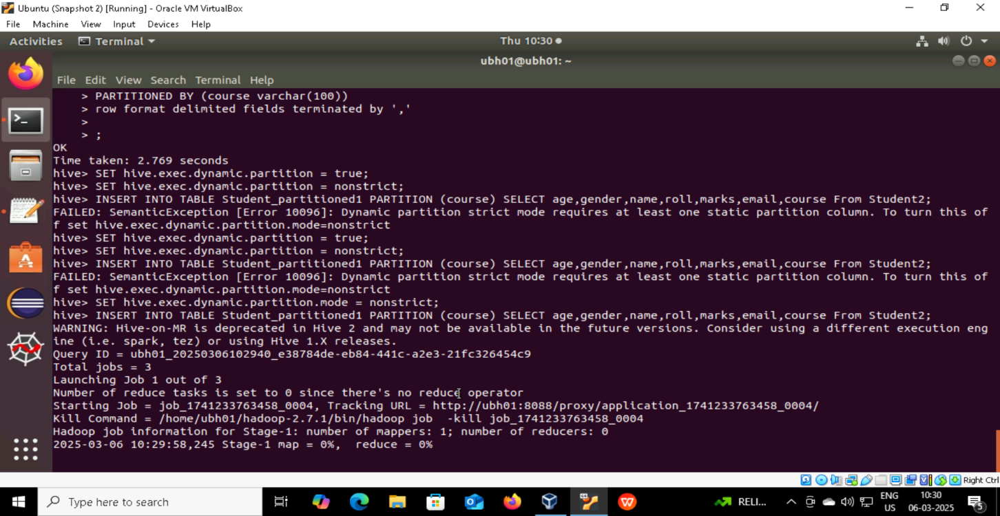 Ubuntu (Snapshot 2) [Running] - Oracle VM VirtualBox
File Machine View Input Devices Help
Activities Terminal Thu 10:30
ubh01@ubh01: ~
File Edit View Search Terminal Help
> PARTITIONED BY (course varchar(100))
> row format delimited fields terminated by ','
>
> ;
OK
Time taken: 2.769 seconds
hive> SET hive.exec.dynamic.partition = true;
hive> SET hive.exec.dynamic.partition = nonstrict;
hive> INSERT INTO TABLE Student_partitioned1 PARTITION (course) SELECT age,gender,name,roll,marks,email,course From Student2;
FAILED: SemanticException [Error 10096]: Dynamic partition strict mode requires at least one static partition column. To turn this of
f set hive.exec.dynamic.partition.mode=nonstrict
hive> SET hive.exec.dynamic.partition = true;
hive> SET hive.exec.dynamic.partition = nonstrict;
hive> INSERT INTO TABLE Student_partitioned1 PARTITION (course) SELECT age,gender,name,roll,marks,email,course From Student2;
FAILED: SemanticException [Error 10096]: Dynamic partition strict mode requires at least one static partition column. To turn this of
f set hive.exec.dynamic.partition.mode=nonstrict
hive> SET hive.exec.dynamic.partition.mode = nonstrict;
hive> INSERT INTO TABLE Student_partitioned1 PARTITION (course) SELECT age,gender,name,roll,marks,email,course From Student2;
WARNING: Hive-on-MR is deprecated in Hive 2 and may not be available in the future versions. Consider using a different execution eng
ine (i.e. spark, tez) or using Hive 1.X releases.
Query ID = ubh01_20250306102940_e38784de-eb84-441c-a2e3-21fc326454c9
Total jobs = 3
Launching Job 1 out of 3
Number of reduce tasks is set to 0 since there's no reduce operator
Starting Job = job_1741233763458_0004, Tracking URL = http://ubh01:8088/proxy/application_1741233763458_0004/
Kill Command = /home/ubh01/hadoop-2.7.1/bin/hadoop job  -kill job_1741233763458_0004
Hadoop job information for Stage-1: number of mappers: 1; number of reducers: 0
2025-03-06 10:29:58,245 Stage-1 map = 0%,  reduce = 0%
Right Ctrl
Type here to search
RELI...
ENG
US
10:30
06-03-2025
5